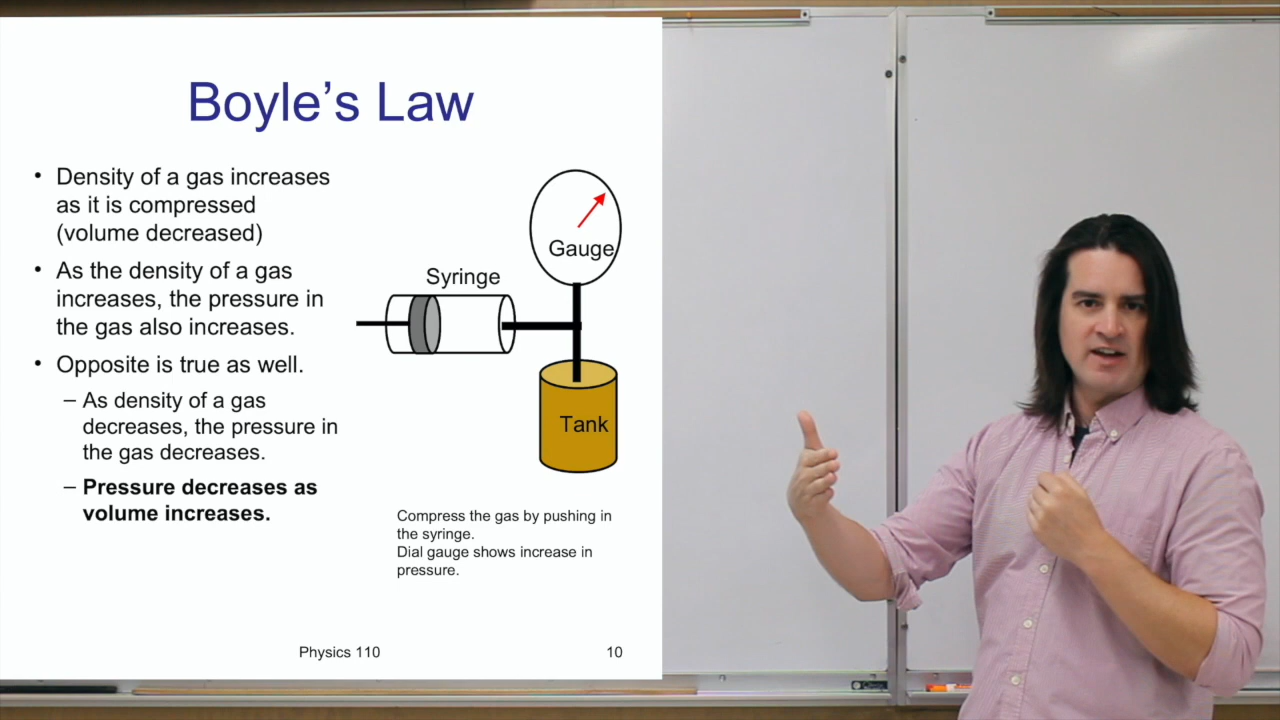 Boyle’s Law
• Density of a gas increases
as it is compressed
(volume decreased)
• As the density of a gas
increases, the pressure in
the gas also increases.
• Opposite is true as well.
– As density of a gas
decreases, the pressure in
the gas decreases.
– Pressure decreases as
volume increases.
Gauge
Syringe
Tank
Compress the gas by pushing in
the syringe.
Dial gauge shows increase in
pressure.
Physics 110
10